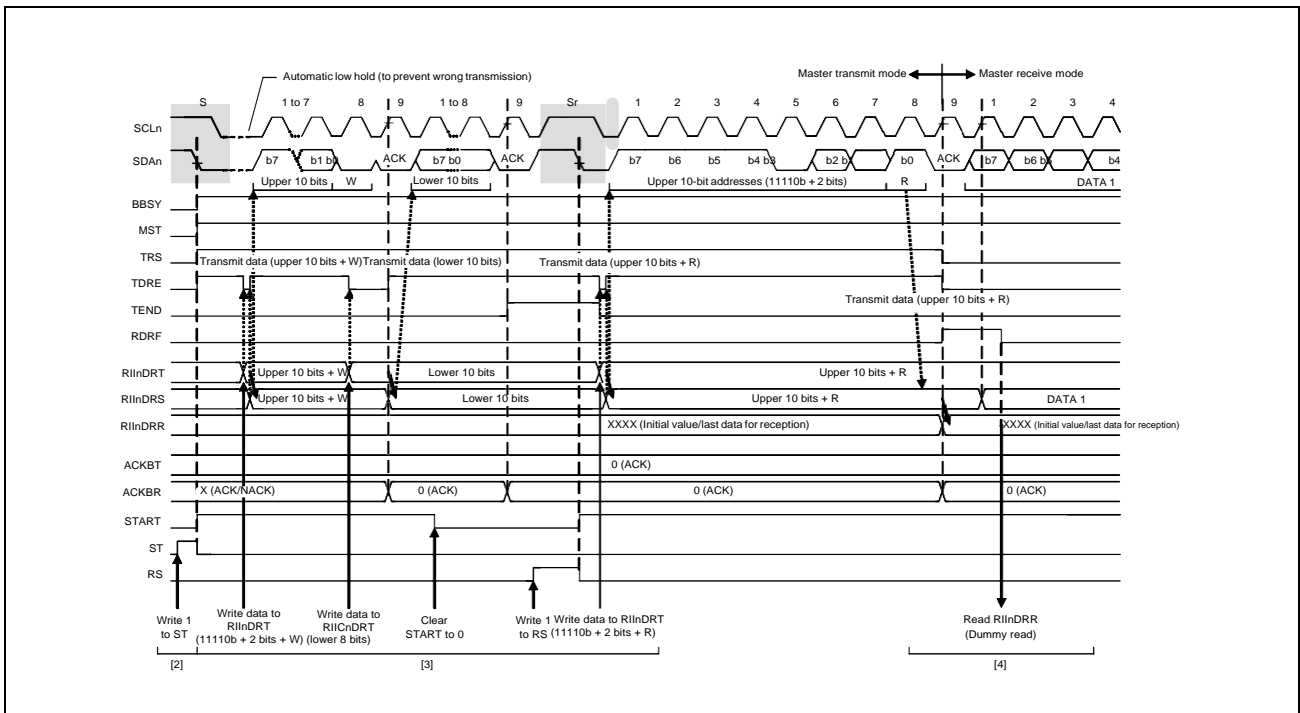 Automatic low hold (to prevent wrong transmission)
Master transmit mode
Master receive mode
S 1 to 7 8 9 1 to 8 9 Sr 1 2 3 4 5 6 7 8 9 1 2 3 4
SCLn
SDAn b7 b1 b0 ACK b7 b0 ACK b7 b6 b5 b4 b3 b2 b1 b0 ACK b7 b6 b5 b4
Upper 10 bits W Lower 10 bits Upper 10-bit addresses (11110b + 2 bits) R DATA 1
BBSY
MST
TRS
Transmit data (upper 10 bits + W) Transmit data (lower 10 bits) Transmit data (upper 10 bits + R)
TDRE
Transmit data (upper 10 bits + R)
TEND
RDRF
RIInDRT Upper 10 bits + W Lower 10 bits Upper 10 bits + R
RIInDRS Upper 10 bits + W Lower 10 bits Upper 10 bits + R DATA 1
RIInDRR XXXX (Initial value/last data for reception) XXXX (Initial value/last data for reception)
ACKBT 0 (ACK)
ACKBR X (ACK/NACK) 0 (ACK) 0 (ACK) 0 (ACK)
START
ST
RS
Write 1
to ST
Write data to
RIInDRT
(11110b + 2 bits + W)
Write data to
RIICnDRT
(lower 8 bits)
Clear
START to 0
Write 1
to RS
Write data to RIInDRT
(11110b + 2 bits + R)
Read RIInDRR
(Dummy read)
[2] [3] [4]